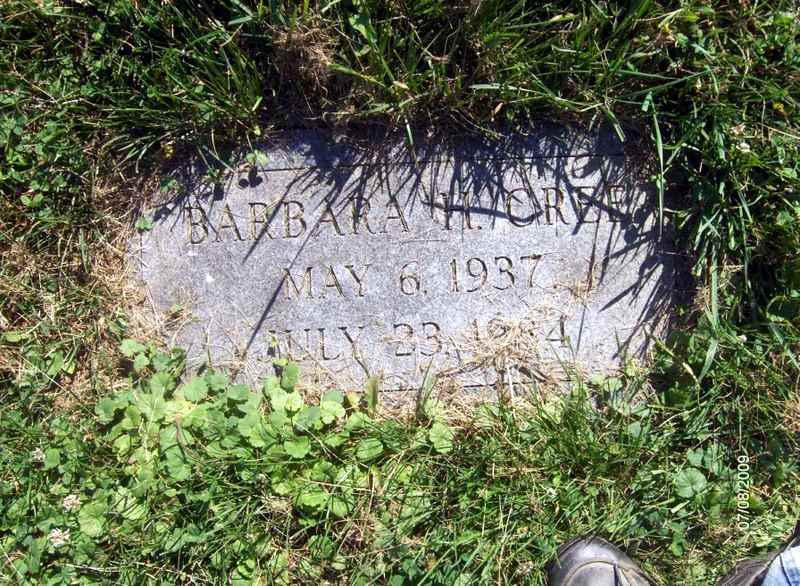 BARBARA H. CREE
MAY 6, 1937
JULY 23,
07/08/2009